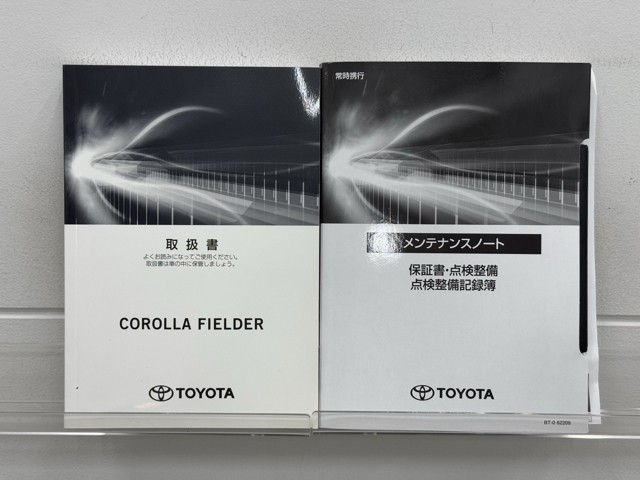 取扱書
よくお読みになってご使用ください。
取扱書は車の中に保管しましょう。
COROLLA FIELDER
TOYOTA
常時携行
メンテナンスノート
保証書・点検整備
点検整備記録簿
TOYOTA